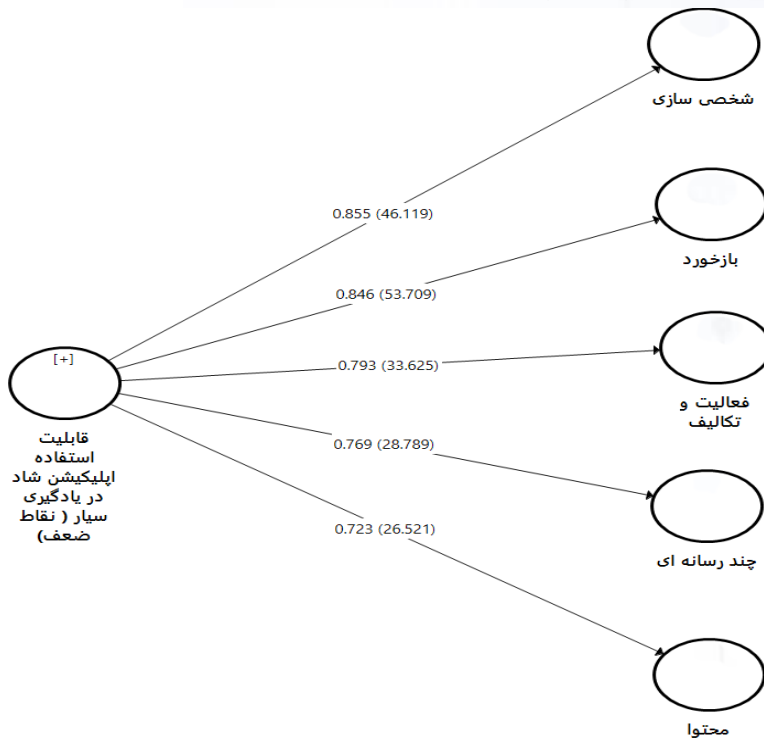 شخصی سازی
0.855 (46.119)
بازخورد
0.846 (53.709)
[+]
0.793 (33.625)
فعالیت و
تکالیف
قابلیت
استفاده
اپلیکیشن شاد
در یادگیری
سیار ( نقاط
ضعف)
0.769 (28.789)
چند رسانه ای
0.723 (26.521)
محتوا